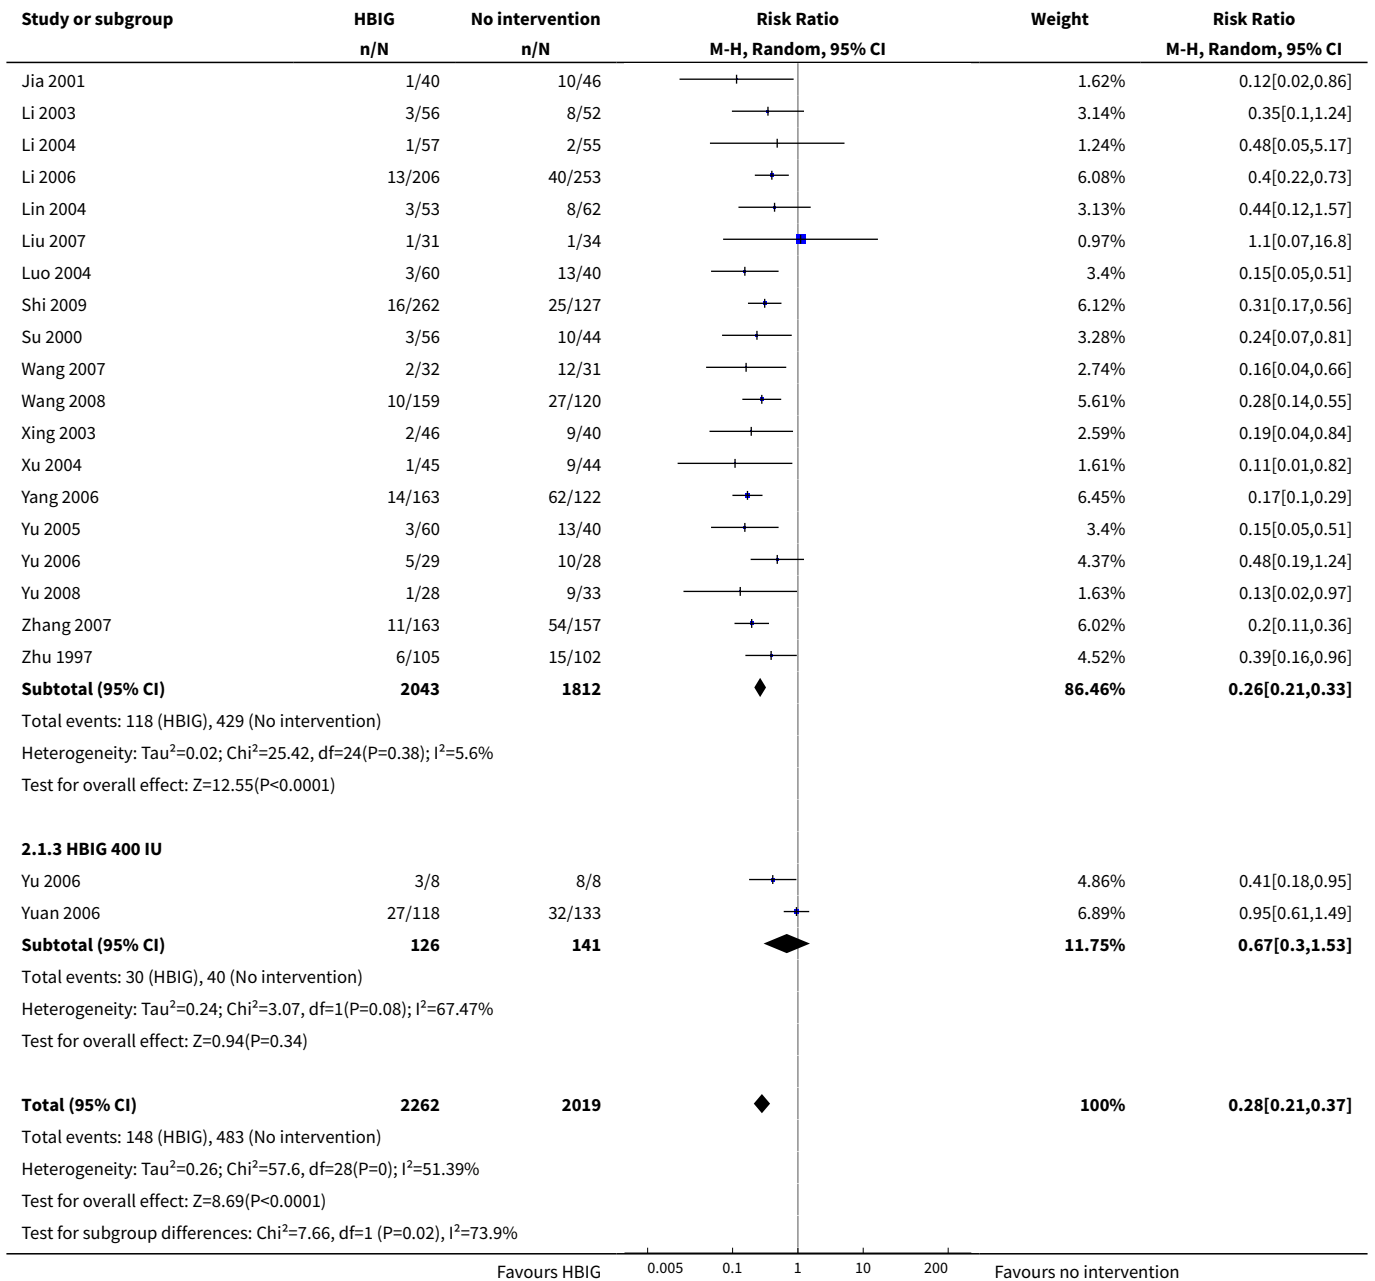 Study or subgroup HBIG No intervention Risk Ratio Weight Risk Ratio
n/N n/N M-H, Random, 95% CI M-H, Random, 95% CI
Jia 2001 1/40 10/46 1.62% 0.12[0.02,0.86]
Li 2003 3/56 8/52 3.14% 0.35[0.1,1.24]
Li 2004 1/57 2/55 1.24% 0.48[0.05,5.17]
Li 2006 13/206 40/253 6.08% 0.4[0.22,0.73]
Lin 2004 3/53 8/62 3.13% 0.44[0.12,1.57]
Liu 2007 1/31 1/34 0.97% 1.1[0.07,16.8]
Luo 2004 3/60 13/40 3.4% 0.15[0.05,0.51]
Shi 2009 16/262 25/127 6.12% 0.31[0.17,0.56]
Su 2000 3/56 10/44 3.28% 0.24[0.07,0.81]
Wang 2007 2/32 12/31 2.74% 0.16[0.04,0.66]
Wang 2008 10/159 27/120 5.61% 0.28[0.14,0.55]
Xing 2003 2/46 9/40 2.59% 0.19[0.04,0.84]
Xu 2004 1/45 9/44 1.61% 0.11[0.01,0.82]
Yang 2006 14/163 62/122 6.45% 0.17[0.1,0.29]
Yu 2005 3/60 13/40 3.4% 0.15[0.05,0.51]
Yu 2006 5/29 10/28 4.37% 0.48[0.19,1.24]
Yu 2008 1/28 9/33 1.63% 0.13[0.02,0.97]
Zhang 2007 11/163 54/157 6.02% 0.2[0.11,0.36]
Zhu 1997 6/105 15/102 4.52% 0.39[0.16,0.96]
Subtotal (95% CI) 2043 1812 86.46% 0.26[0.21,0.33]
Total events: 118 (HBIG), 429 (No intervention)
Heterogeneity: Tau²=0.02; Chi²=25.42, df=24(P=0.38); I²=5.6%
Test for overall effect: Z=12.55(P<0.0001)
2.1.3 HBIG 400 IU
Yu 2006 3/8 8/8 4.86% 0.41[0.18,0.95]
Yuan 2006 27/118 32/133 6.89% 0.95[0.61,1.49]
Subtotal (95% CI) 126 141 11.75% 0.67[0.3,1.53]
Total events: 30 (HBIG), 40 (No intervention)
Heterogeneity: Tau²=0.24; Chi²=3.07, df=1(P=0.08); I²=67.47%
Test for overall effect: Z=0.94(P=0.34)
Total (95% CI) 2262 2019 100% 0.28[0.21,0.37]
Total events: 148 (HBIG), 483 (No intervention)
Heterogeneity: Tau²=0.26; Chi²=57.6, df=28(P=0); I²=51.39%
Test for overall effect: Z=8.69(P<0.0001)
Test for subgroup differences: Chi²=7.66, df=1 (P=0.02), I²=73.9%
Favours HBIG 0.005 0.1 1 10 200 Favours no intervention